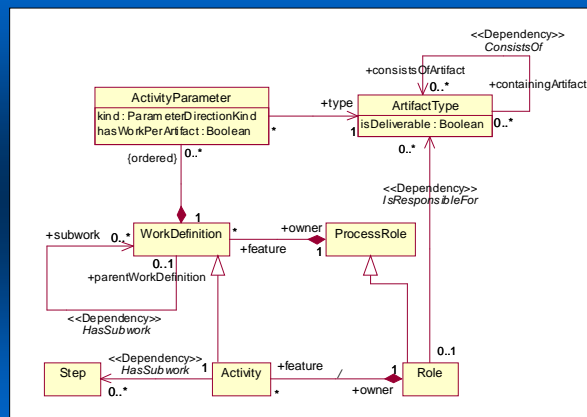 <<Dependency>>
ConsistsOf
+consistsOfArtifact
0..*
+containingArtifact
0..*
ActivityParameter
kind : ParameterDirectionKind
hasWorkPerArtifact : Boolean
{ordered}
0..*
*
+type
1
ArtifactType
isDeliverable : Boolean
0..*
<<Dependency>>
IsResponsibleFor
+subwork
0..*
1
WorkDefinition
*
+feature
+owner
1
ProcessRole
0..1
+parentWorkDefinition
<<Dependency>>
HasSubwork
<<Dependency>>
HasSubwork
Step
0..*
1
Activity
+feature
*
/
+owner
1
Role
0..1